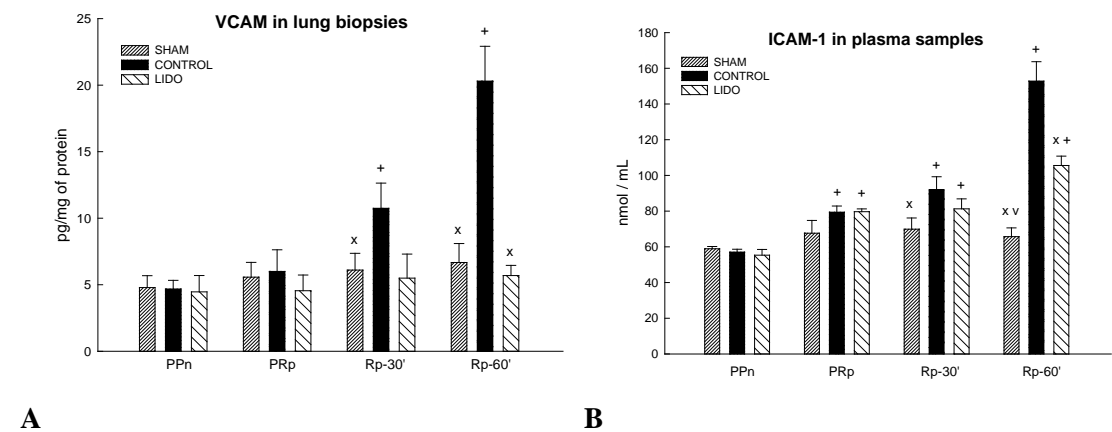 VCAM in lung biopsies
SHAM
CONTROL
LIDO
pg/mg of protein
25
20
15
10
5
0
+
+
x
x
x
PPn
PRp
Rp-30'
Rp-60'
A
ICAM-1 in plasma samples
SHAM
CONTROL
LIDO
nmol / mL
180
160
140
120
100
80
60
40
20
0
+
x +
+
+
+
+
x
x v
PPn
PRp
Rp-30'
Rp-60'
B